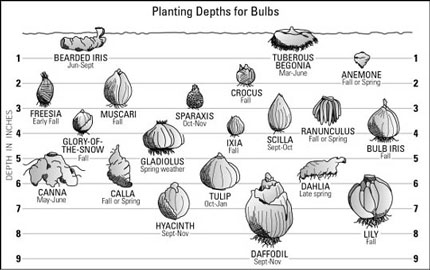 Planting Depths for Bulbs
DEPTH IN INCHES
1
1
BEARDED IRIS
Jun-Sept
TUBEROUS
BEGONIA
Mar-June
ANEMONE
Fall or Spring
2
2
FREESIA
Early Fall
MUSCARI
Fall
CROCUS
Fall
SPARAXIS
Oct-Nov
3
3
GLORY-OF-
THE-SNOW
Fall
IXIA
Fall
SCILLA
Sept-Oct
RANUNCULUS
Fall or Spring
BULB IRIS
Fall
4
4
GLADIOLUS
Spring weather
5
5
CANNA
May-June
CALLA
Fall or Spring
TULIP
Oct-Jan
DAHLIA
Late spring
6
6
HYACINTH
Sept-Nov
7
7
LILY
Fall
8
8
DAFFODIL
Sept-Nov
9
9